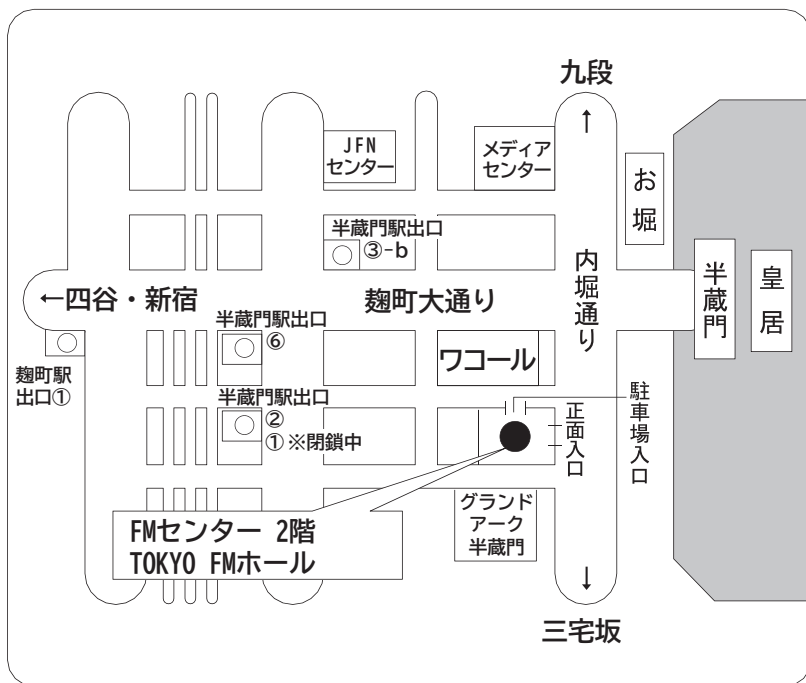 九段
↑
JFN
センター
メディア
センター
お堀
半蔵門駅出口
③-b
内堀通り
半蔵門
皇居
←四谷・新宿
麹町大通り
半蔵門駅出口
⑥
ワコール
麹町駅
出口①
半蔵門駅出口
②
① ※閉鎖中
正面入口
駐車場入口
FMセンター 2階
TOKYO FMホール
グランド
アーク
半蔵門
↓
三宅坂